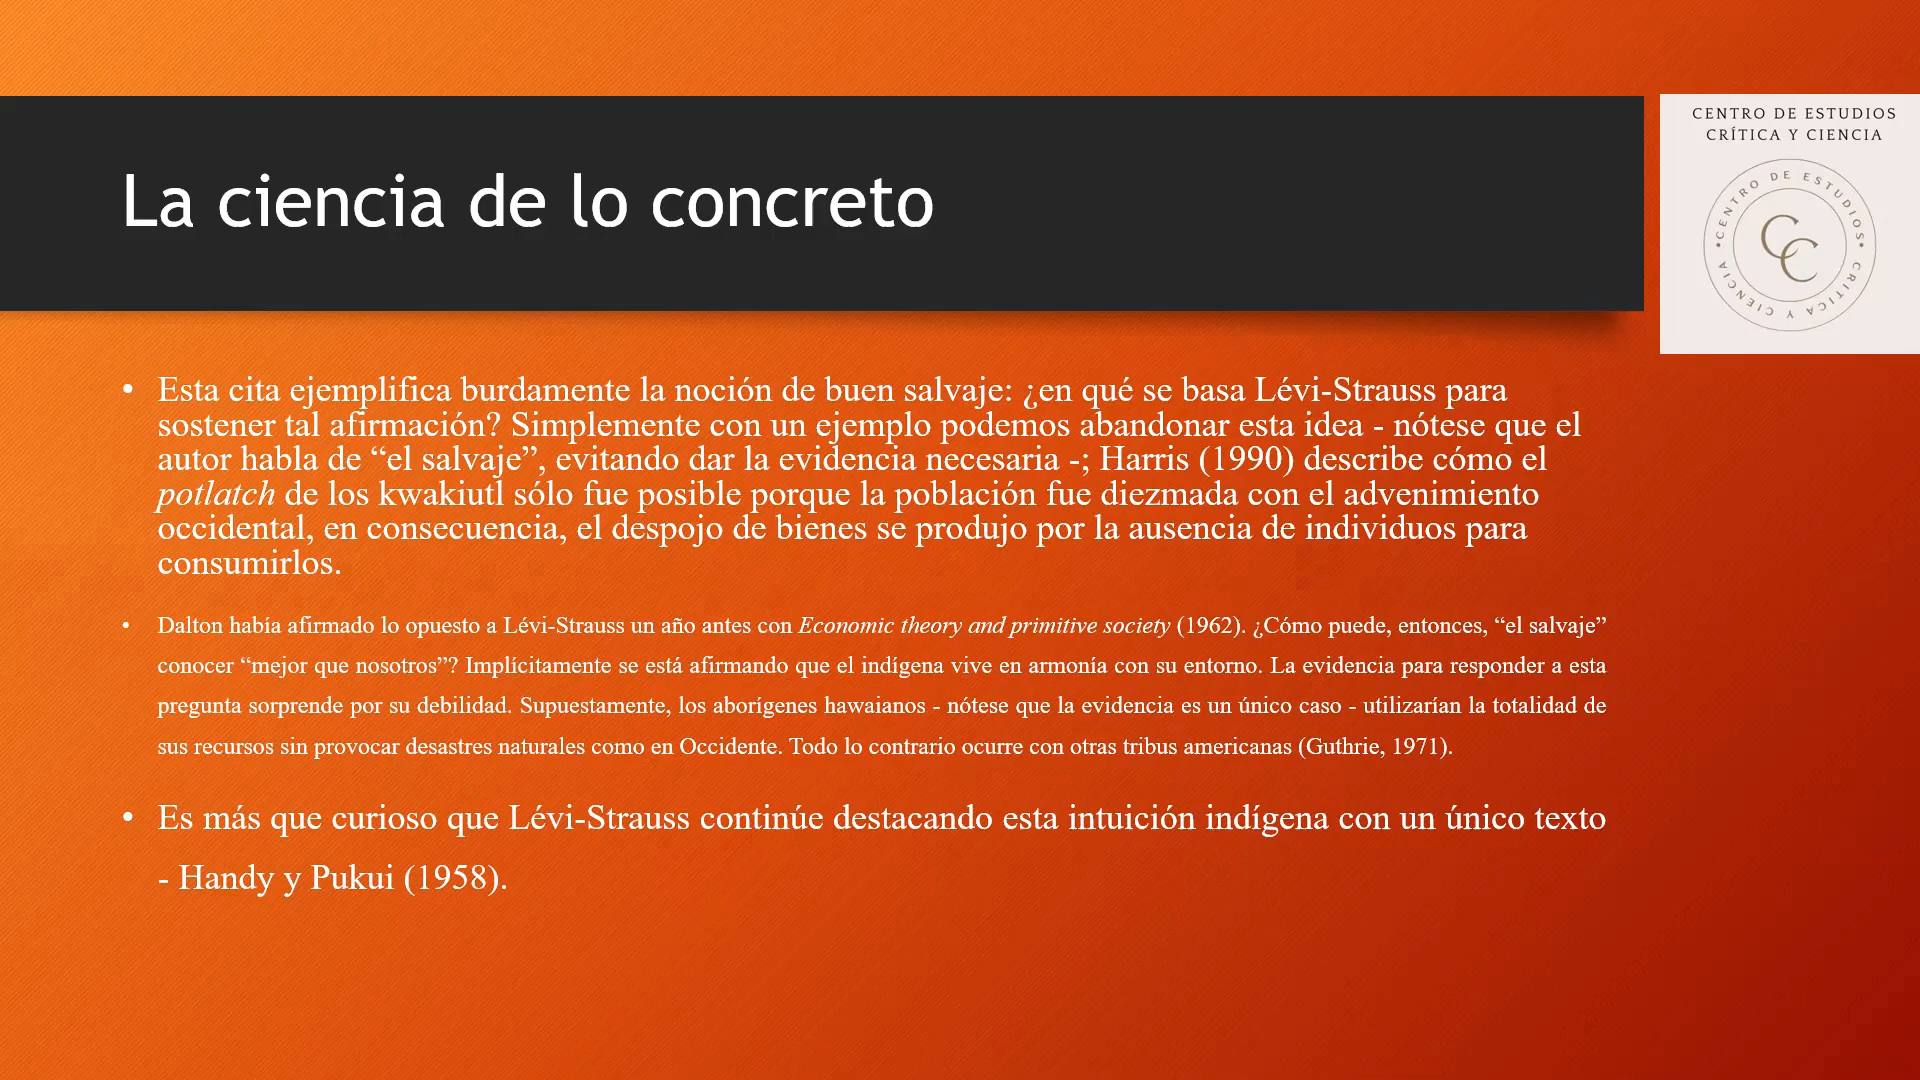 CENTRO DE ESTUDIOS
CRÍTICA Y CIENCIA
CENTRO DE ESTUDIOS • CRITICA Y CIENCIA •
CC
La ciencia de lo concreto
• Esta cita ejemplifica burdamente la noción de buen salvaje: ¿en qué se basa Lévi-Strauss para
sostener tal afirmación? Simplemente con un ejemplo podemos abandonar esta idea - nótese que el
autor habla de “el salvaje”, evitando dar la evidencia necesaria -; Harris (1990) describe cómo el
potlatch de los kwakiutl sólo fue posible porque la población fue diezmada con el advenimiento
occidental, en consecuencia, el despojo de bienes se produjo por la ausencia de individuos para
consumirlos.
• Dalton había afirmado lo opuesto a Lévi-Strauss un año antes con Economic theory and primitive society (1962). ¿Cómo puede, entonces, “el salvaje”
conocer “mejor que nosotros”? Implícitamente se está afirmando que el indígena vive en armonía con su entorno. La evidencia para responder a esta
pregunta sorprende por su debilidad. Supuestamente, los aborígenes hawaianos - nótese que la evidencia es un único caso - utilizarían la totalidad de
sus recursos sin provocar desastres naturales como en Occidente. Todo lo contrario ocurre con otras tribus americanas (Guthrie, 1971).
• Es más que curioso que Lévi-Strauss continúe destacando esta intuición indígena con un único texto
- Handy y Pukui (1958).